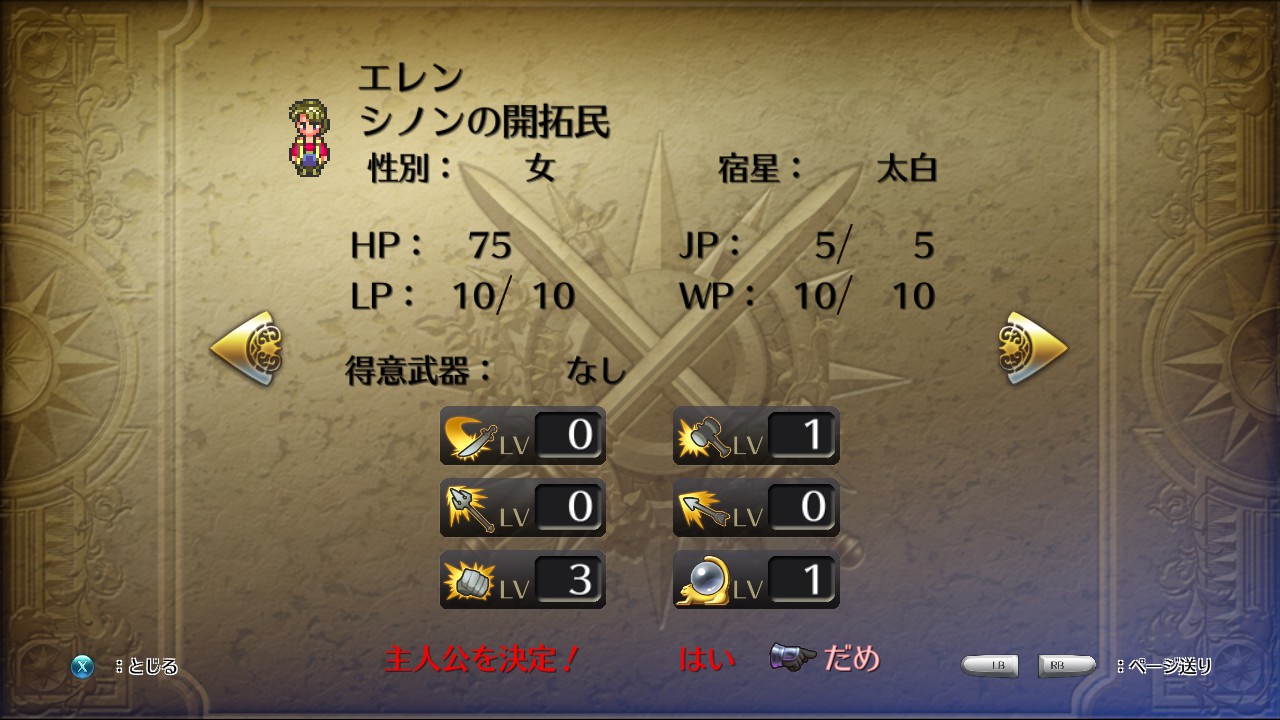 エレン
シノンの開拓民
性別： 女 宿星： 太白
HP： 75 JP： 5/ 5
LP： 10/ 10 WP： 10/ 10
得意武器： なし
LV 0 LV 1
LV 0 LV 0
LV 3 LV 1
主人公を決定！ はい だめ
X ：とじる LB RB ：ページ送り